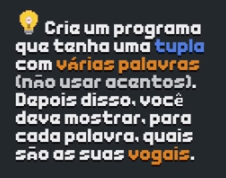 Crie um programa
que tenha uma tupla
com várias palavras
(não usar acentos).
Depois disso, você
deve mostrar, para
cada palavra, quais
são as suas vogais.